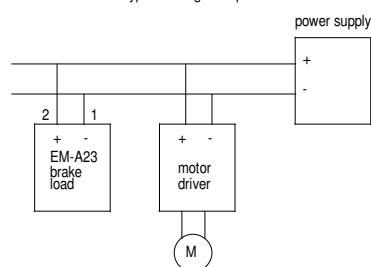 power supply
+
-
2 1
+ -
EM-A23
brake
load
+ -
motor
driver
M